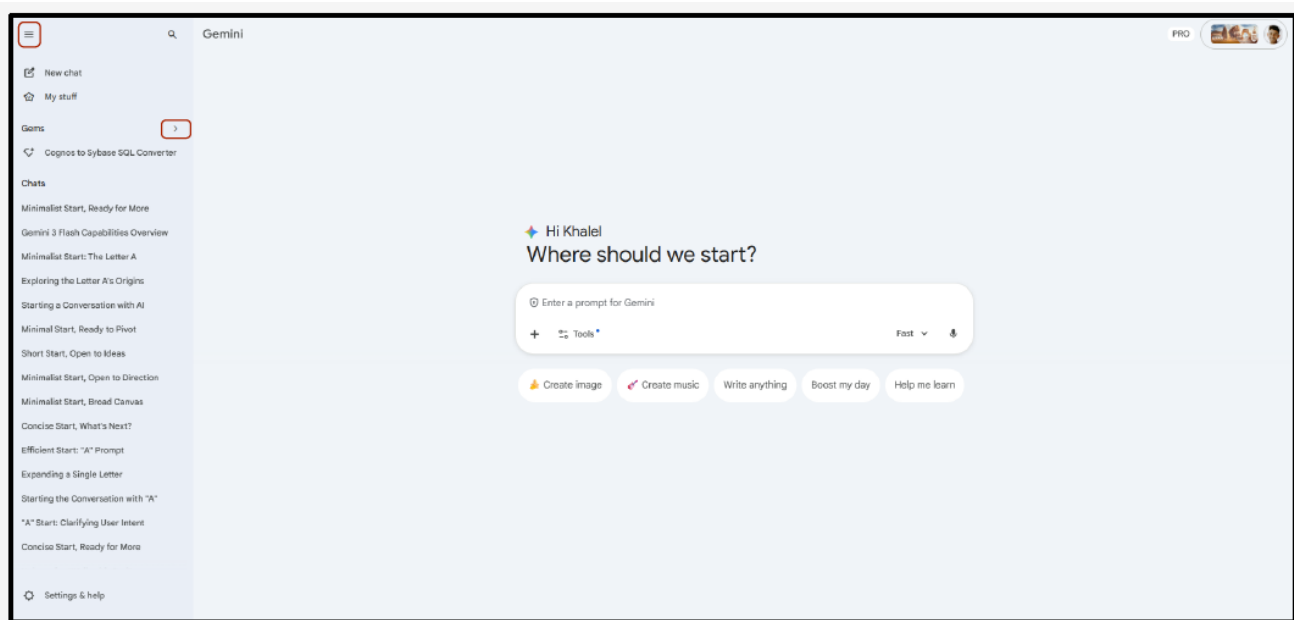 Gemini
PRO
New chat
My stuff
Gems
Cognos to Sybase SQL Converter
Chats
Minimalist Start, Ready for More
Gemini 3 Flash Capabilities Overview
Minimalist Start: The Letter A
Exploring the Letter A's Origins
Starting a Conversation with AI
Minimal Start, Ready to Pivot
Short Start, Open to Ideas
Minimalist Start, Open to Direction
Minimalist Start, Broad Canvas
Concise Start, What's Next?
Efficient Start: "A" Prompt
Expanding a Single Letter
Starting the Conversation with "A"
"A" Start: Clarifying User Intent
Concise Start, Ready for More
Settings & help
Hi Khalel
Where should we start?
Enter a prompt for Gemini
Tools
Fast
Create image
Create music
Write anything
Boost my day
Help me learn